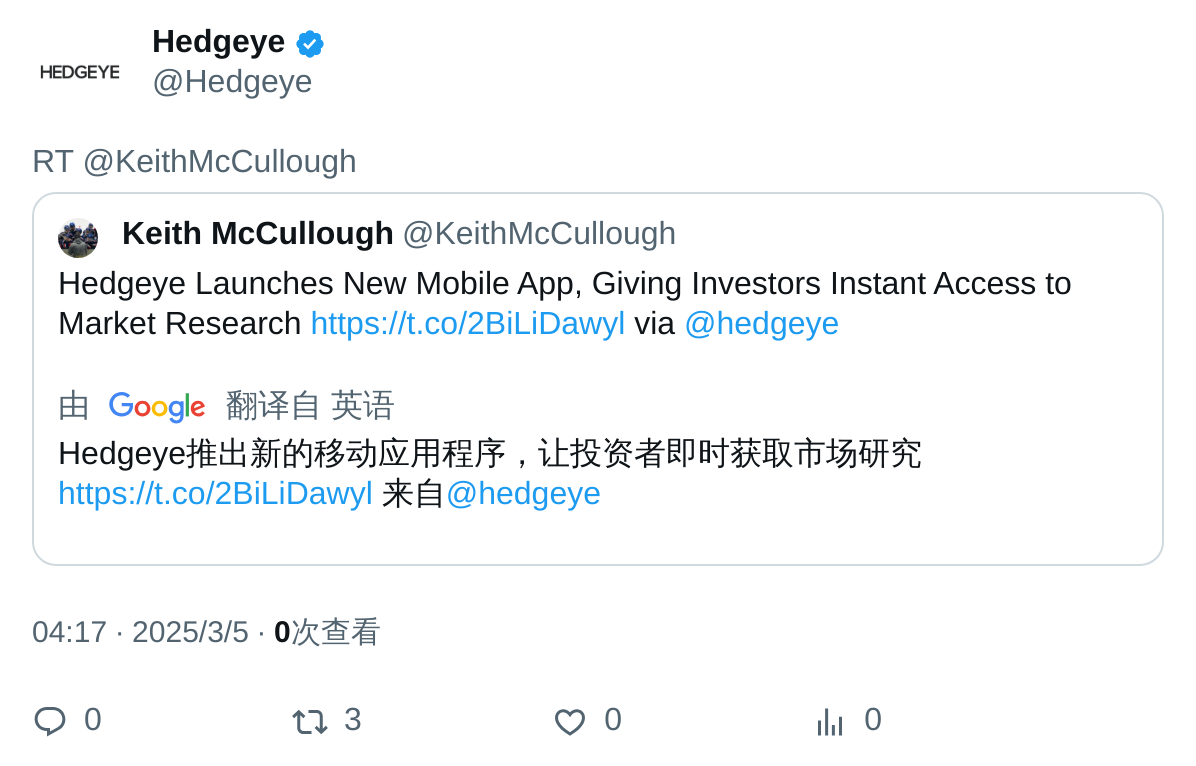 HEDGEYE
Hedgeye
@Hedgeye
RT @KeithMcCullough
Keith McCullough @KeithMcCullough
Hedgeye Launches New Mobile App, Giving Investors Instant Access to
Market Research https://t.co/2BiLiDawyl via @hedgeye
由 Google 翻译自 英语
Hedgeye推出新的移动应用程序，让投资者即时获取市场研究
https://t.co/2BiLiDawyl 来自@hedgeye
04:17 · 2025/3/5 · 0次查看
0 3 0 0